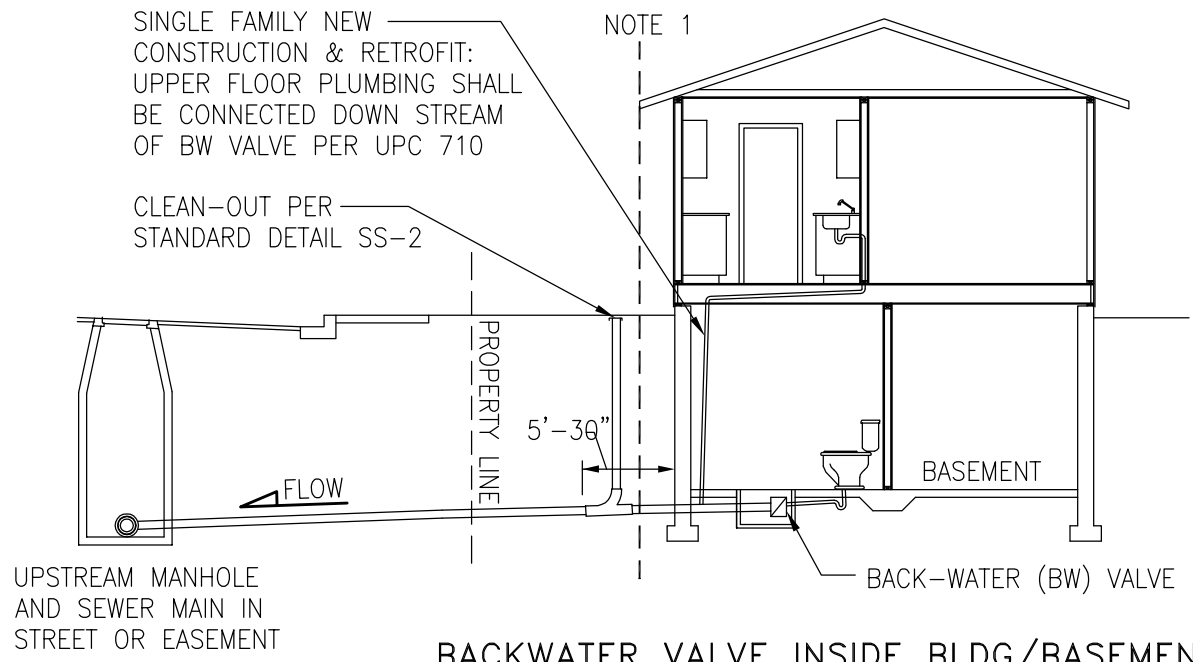 SINGLE FAMILY NEW
CONSTRUCTION & RETROFIT:
UPPER FLOOR PLUMBING SHALL
BE CONNECTED DOWN STREAM
OF BW VALVE PER UPC 710
NOTE 1
CLEAN-OUT PER
STANDARD DETAIL SS-2
PROPERTY LINE
5'-30"
FLOW
BASEMENT
BACK-WATER (BW) VALVE
UPSTREAM MANHOLE
AND SEWER MAIN IN
STREET OR EASEMENT
BACKWATER VALVE INSIDE BLDG/BASEMEN